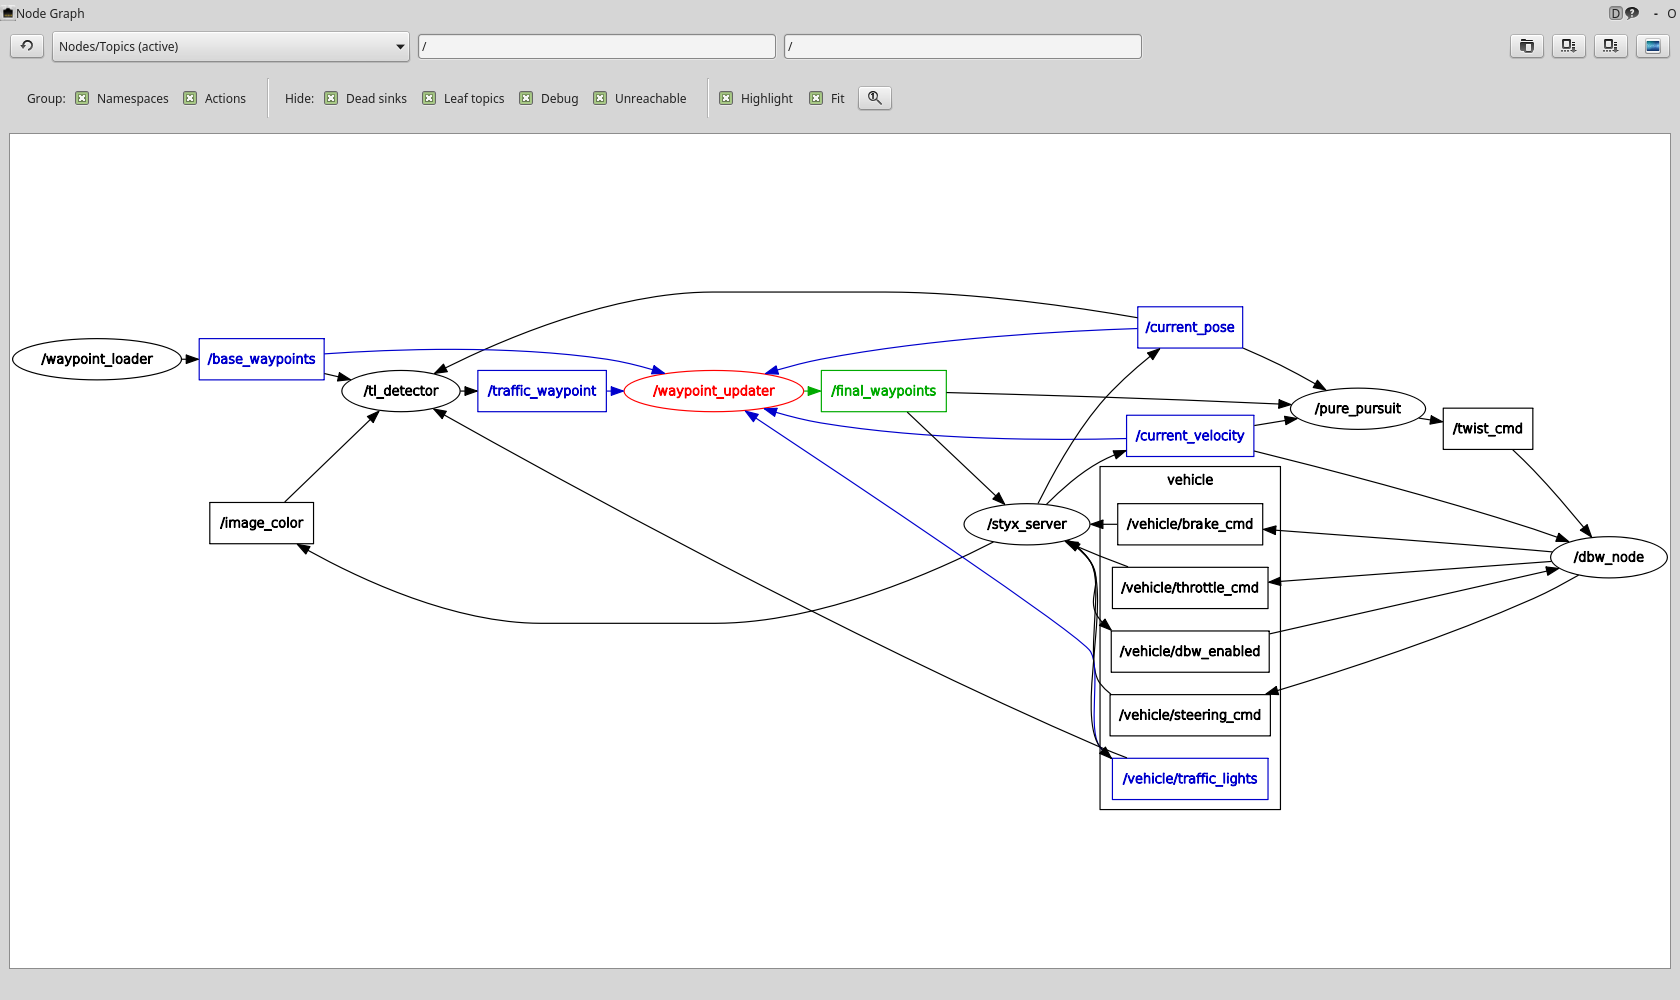 Node Graph
D ? - O
Nodes/Topics (active)
/
/
Group: Namespaces Actions Hide: Dead sinks Leaf topics Debug Unreachable Highlight Fit
/current_pose
/waypoint_loader
/base_waypoints
/tl_detector
/traffic_waypoint
/waypoint_updater
/final_waypoints
/pure_pursuit
/twist_cmd
/current_velocity
vehicle
/image_color
/styx_server
/vehicle/brake_cmd
/dbw_node
/vehicle/throttle_cmd
/vehicle/dbw_enabled
/vehicle/steering_cmd
/vehicle/traffic_lights